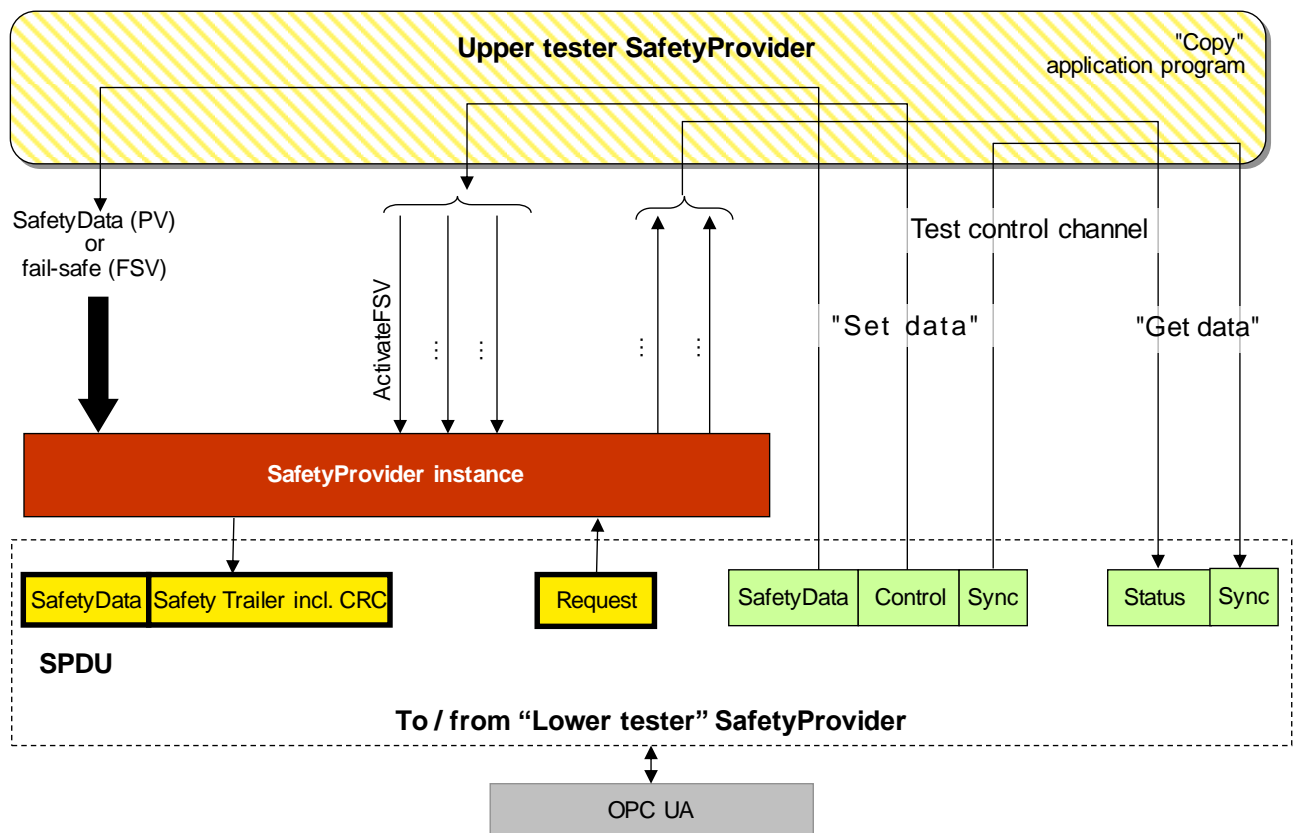 Upper tester SafetyProvider
"Copy"
application program
SafetyData (PV)
or
fail-safe (FSV)
ActivateFSV
...
...
...
...
Test control channel
"Set data"
"Get data"
SafetyProvider instance
SafetyData
Safety Trailer incl. CRC
Request
SafetyData
Control
Sync
Status
Sync
SPDU
To / from “Lower tester” SafetyProvider
OPC UA